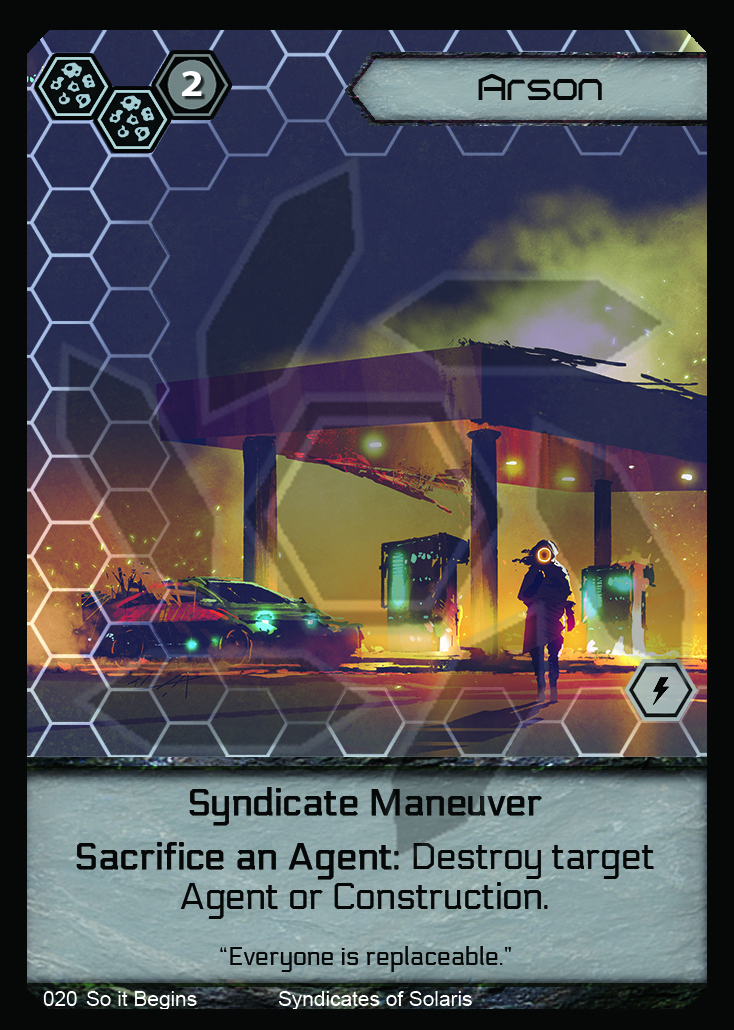 2
Arson
Syndicate Maneuver
Sacrifice an Agent: Destroy target
Agent or Construction.
“Everyone is replaceable.”
020 So it Begins Syndicates of Solaris